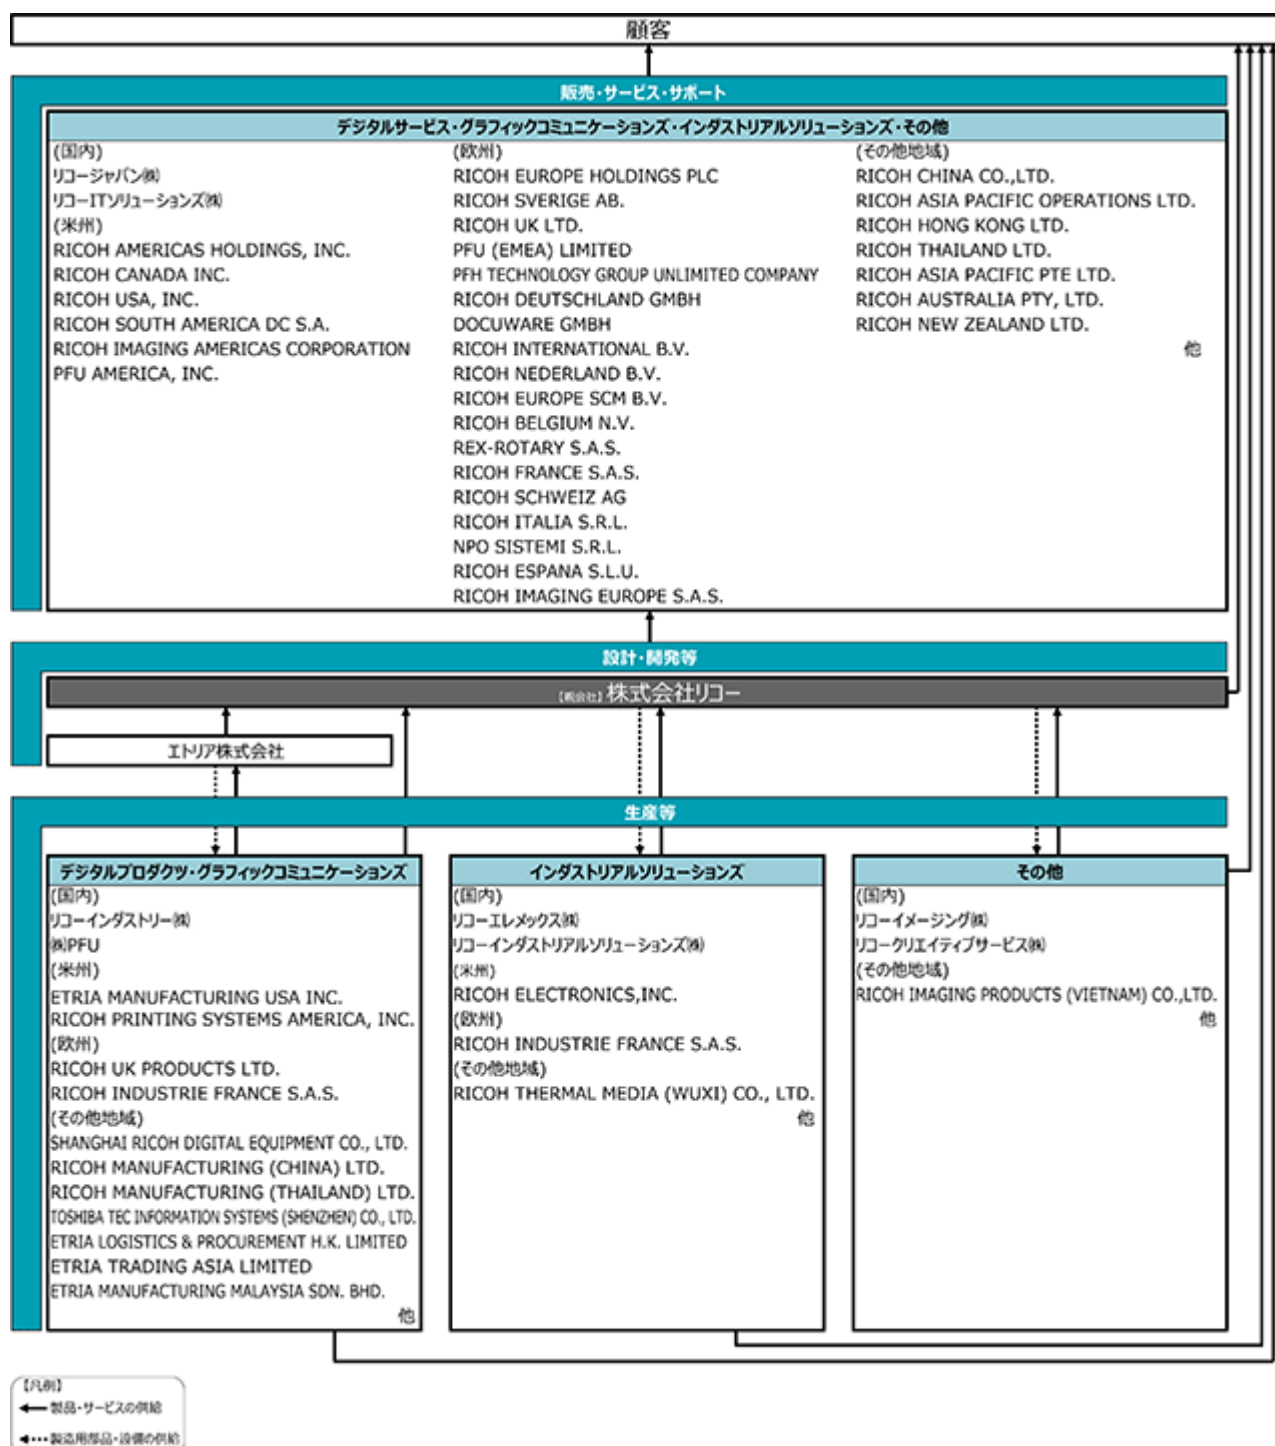 顧客
販売・サービス・サポート
デジタルサービス・グラフィックコミュニケーションズ・インダストリアルソリューションズ・その他
(国内)
リコージャパン㈱
リコーITソリューションズ㈱
(米州)
RICOH AMERICAS HOLDINGS, INC.
RICOH CANADA INC.
RICOH USA, INC.
RICOH SOUTH AMERICA DC S.A.
RICOH IMAGING AMERICAS CORPORATION
PFU AMERICA, INC.
(欧州)
RICOH EUROPE HOLDINGS PLC
RICOH SVERIGE AB.
RICOH UK LTD.
PFU (EMEA) LIMITED
PFH TECHNOLOGY GROUP UNLIMITED COMPANY
RICOH DEUTSCHLAND GMBH
DOCUWARE GMBH
RICOH INTERNATIONAL B.V.
RICOH NEDERLAND B.V.
RICOH EUROPE SCM B.V.
RICOH BELGIUM N.V.
REX-ROTARY S.A.S.
RICOH FRANCE S.A.S.
RICOH SCHWEIZ AG
RICOH ITALIA S.R.L.
NPO SISTEMI S.R.L.
RICOH ESPANA S.L.U.
RICOH IMAGING EUROPE S.A.S.
(その他地域)
RICOH CHINA CO.,LTD.
RICOH ASIA PACIFIC OPERATIONS LTD.
RICOH HONG KONG LTD.
RICOH THAILAND LTD.
RICOH ASIA PACIFIC PTE LTD.
RICOH AUSTRALIA PTY, LTD.
RICOH NEW ZEALAND LTD.
他
設計・開発等
【親会社】株式会社リコー
エトリア株式会社
生産等
デジタルプロダクツ・グラフィックコミュニケーションズ
(国内)
リコーインダストリー㈱
㈱PFU
(米州)
ETRIA MANUFACTURING USA INC.
RICOH PRINTING SYSTEMS AMERICA, INC.
(欧州)
RICOH UK PRODUCTS LTD.
RICOH INDUSTRIE FRANCE S.A.S.
(その他地域)
SHANGHAI RICOH DIGITAL EQUIPMENT CO., LTD.
RICOH MANUFACTURING (CHINA) LTD.
RICOH MANUFACTURING (THAILAND) LTD.
TOSHIBA TEC INFORMATION SYSTEMS (SHENZHEN) CO., LTD.
ETRIA LOGISTICS & PROCUREMENT H.K. LIMITED
ETRIA TRADING ASIA LIMITED
ETRIA MANUFACTURING MALAYSIA SDN. BHD.
他
インダストリアルソリューションズ
(国内)
リコーエレメックス㈱
リコーインダストリアルソリューションズ㈱
(米州)
RICOH ELECTRONICS,INC.
(欧州)
RICOH INDUSTRIE FRANCE S.A.S.
(その他地域)
RICOH THERMAL MEDIA (WUXI) CO., LTD.
他
その他
(国内)
リコーイメージング㈱
リコークリエイティブサービス㈱
(その他地域)
RICOH IMAGING PRODUCTS (VIETNAM) CO.,LTD.
他
【凡例】
製品・サービスの供給
製造用部品・設備の供給